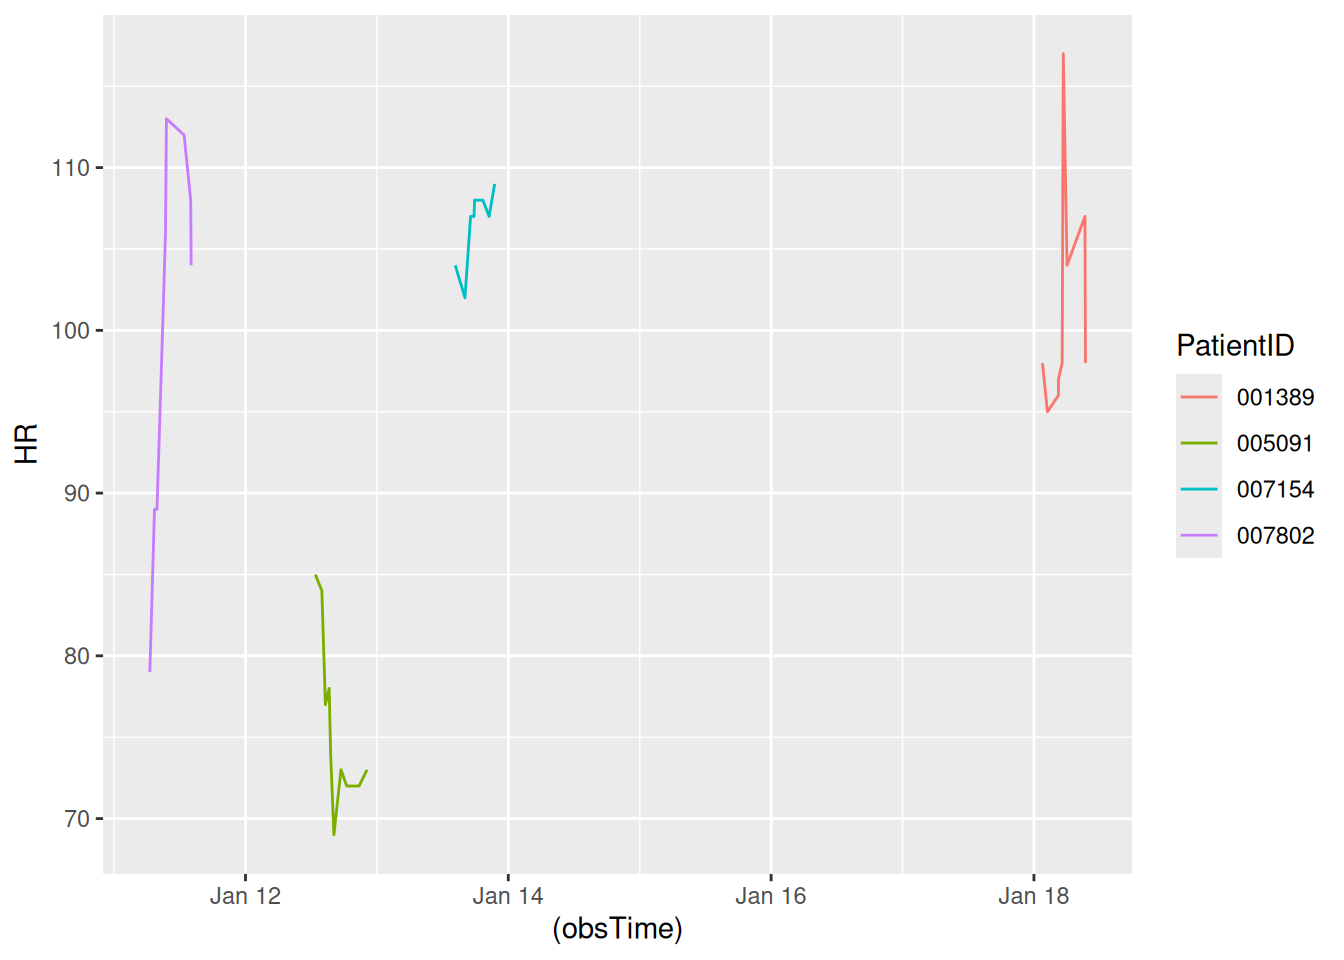 110
100
90
80
70
HR
Jan 12
Jan 14
Jan 16
Jan 18
(obsTime)
PatientID
001389
005091
007154
007802